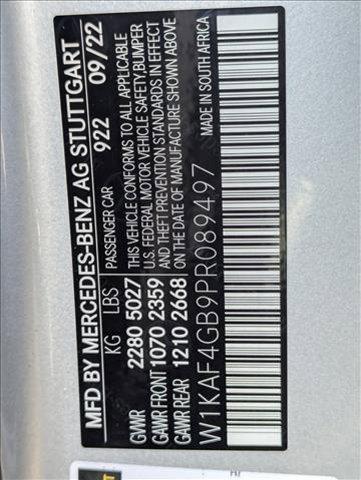 MFD BY MERCEDES-BENZ AG STUTTGART
922 09/22
KG LBS PASSENGER CAR
GVWR 2280 5027 THIS VEHICLE CONFORMS TO ALL APPLICABLE
U.S. FEDERAL MOTOR VEHICLE SAFETY,BUMPER
GAWR FRONT 1070 2359 AND THEFT PREVENTION STANDARDS IN EFFECT
GAWR REAR 1210 2668 ON THE DATE OF MANUFACTURE SHOWN ABOVE
W1KAF4GB9PR089497 MADE IN SOUTH AFRICA